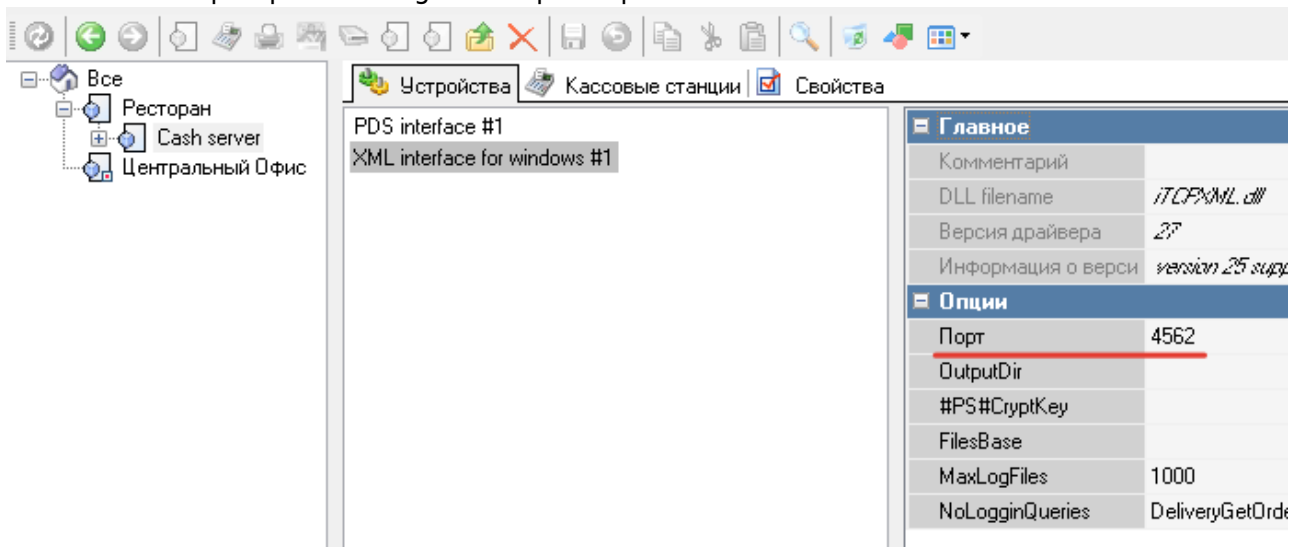 Все
Ресторан
Cash server
Центральный Офис
Устройства Кассовые станции Свойства
PDS interface #1
XML interface for windows #1
Главное
Комментарий
DLL filename iTCPXML.dll
Версия драйвера 27
Информация о верси version 25 supp
Опции
Порт 4562
OutputDir
#PS#CryptKey
FilesBase
MaxLogFiles 1000
NoLogginQueries DeliveryGetOrde